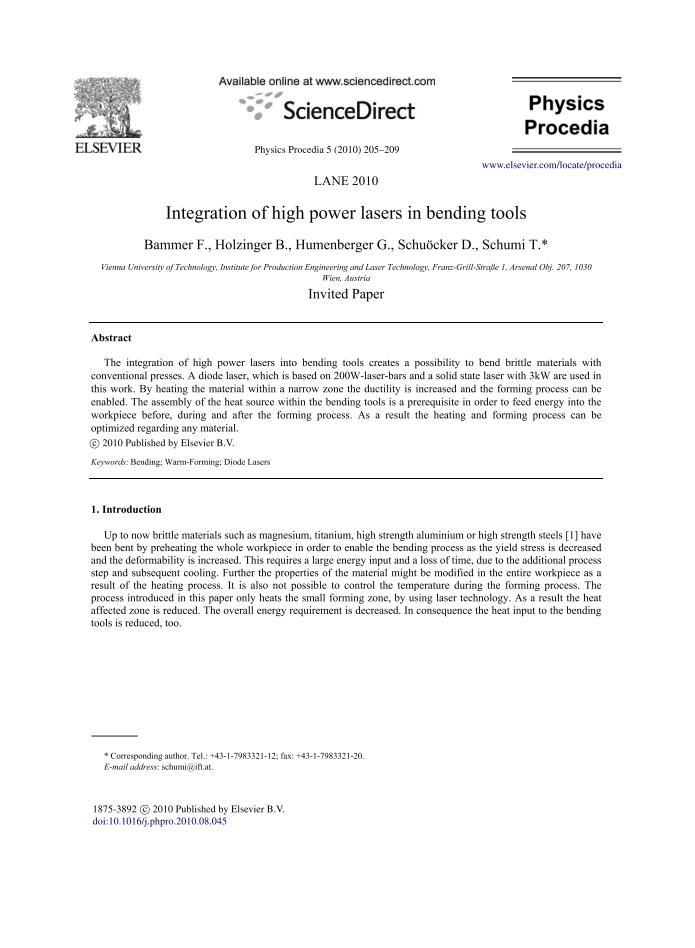 Available online at www.sciencedirect.com
ScienceDirect
ELSEVIER
Physics
Procedia
Physics Procedia 5 (2010) 205–209
www.elsevier.com/locate/procedia
LANE 2010
Integration of high power lasers in bending tools
Bammer F., Holzinger B., Humenberger G., Schuöcker D., Schumi T.*
Vienna University of Technology, Institute for Production Engineering and Laser Technology, Franz-Grill-Straße 1, Arsenal Obj. 207, 1030
Wien, Austria
Invited Paper
Abstract
The integration of high power lasers into bending tools creates a possibility to bend brittle materials with
conventional presses. A diode laser, which is based on 200W-laser-bars and a solid state laser with 3kW are used in
this work. By heating the material within a narrow zone the ductility is increased and the forming process can be
enabled. The assembly of the heat source within the bending tools is a prerequisite in order to feed energy into the
workpiece before, during and after the forming process. As a result the heating and forming process can be
optimized regarding any material.
© 2010 Published by Elsevier B.V.
Keywords: Bending; Warm-Forming; Diode Lasers
1. Introduction
Up to now brittle materials such as magnesium, titanium, high strength aluminium or high strength steels [1] have
been bent by preheating the whole workpiece in order to enable the bending process as the yield stress is decreased
and the deformability is increased. This requires a large energy input and a loss of time, due to the additional process
step and subsequent cooling. Further the properties of the material might be modified in the entire workpiece as a
result of the heating process. It is also not possible to control the temperature during the forming process. The
process introduced in this paper only heats the small forming zone, by using laser technology. As a result the heat
affected zone is reduced. The overall energy requirement is decreased. In consequence the heat input to the bending
tools is reduced, too.
* Corresponding author. Tel.: +43-1-7983321-12; fax: +43-1-7983321-20.
E-mail address: schumi@ift.at.
1875-3892 © 2010 Published by Elsevier B.V.
doi:10.1016/j.phpro.2010.08.045